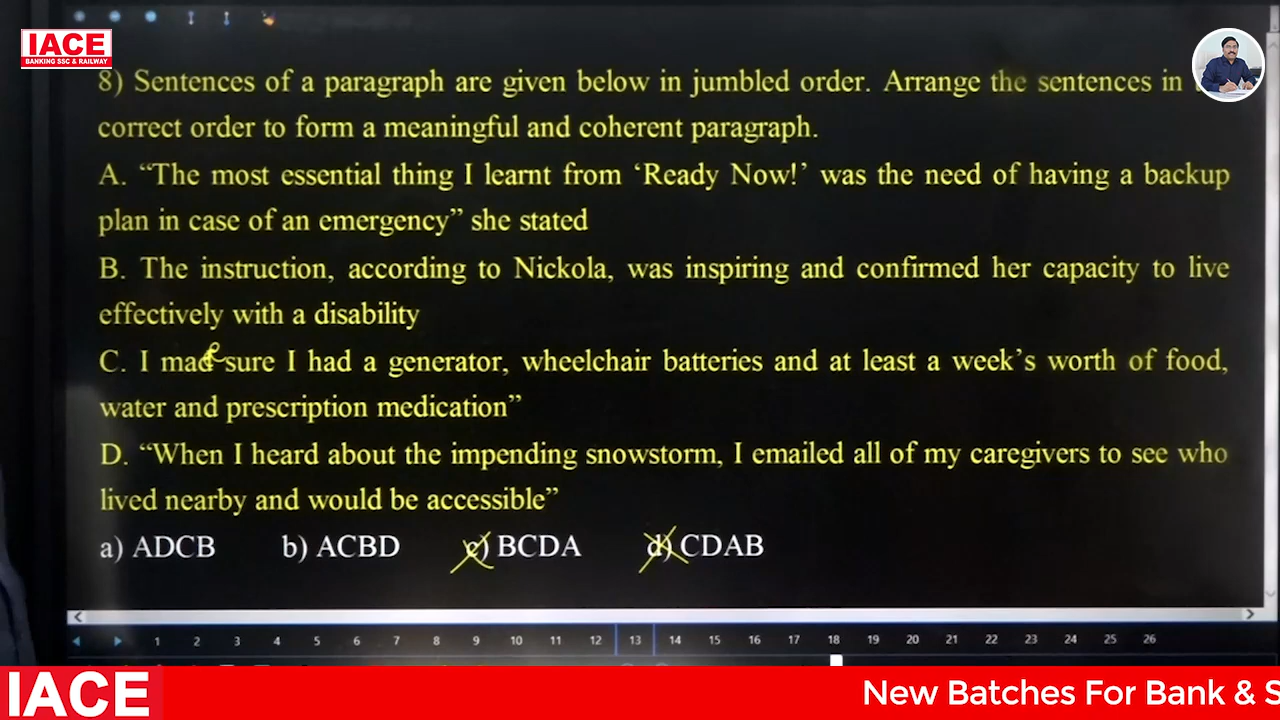 IACE
BANKING SSC & RAILWAY
8) Sentences of a paragraph are given below in jumbled order. Arrange the sentences in
correct order to form a meaningful and coherent paragraph.
A. “The most essential thing I learnt from ‘Ready Now!’ was the need of having a backup
plan in case of an emergency” she stated
B. The instruction, according to Nickola, was inspiring and confirmed her capacity to live
effectively with a disability
C. I made sure I had a generator, wheelchair batteries and at least a week’s worth of food,
water and prescription medication”
D. “When I heard about the impending snowstorm, I emailed all of my caregivers to see who
lived nearby and would be accessible”
a) ADCB b) ACBD c) BCDA d) CDAB
1 2 3 4 5 6 7 8 9 10 11 12 13 14 15 16 17 18 19 20 21 22 23 24 25 26
IACE New Batches For Bank & S